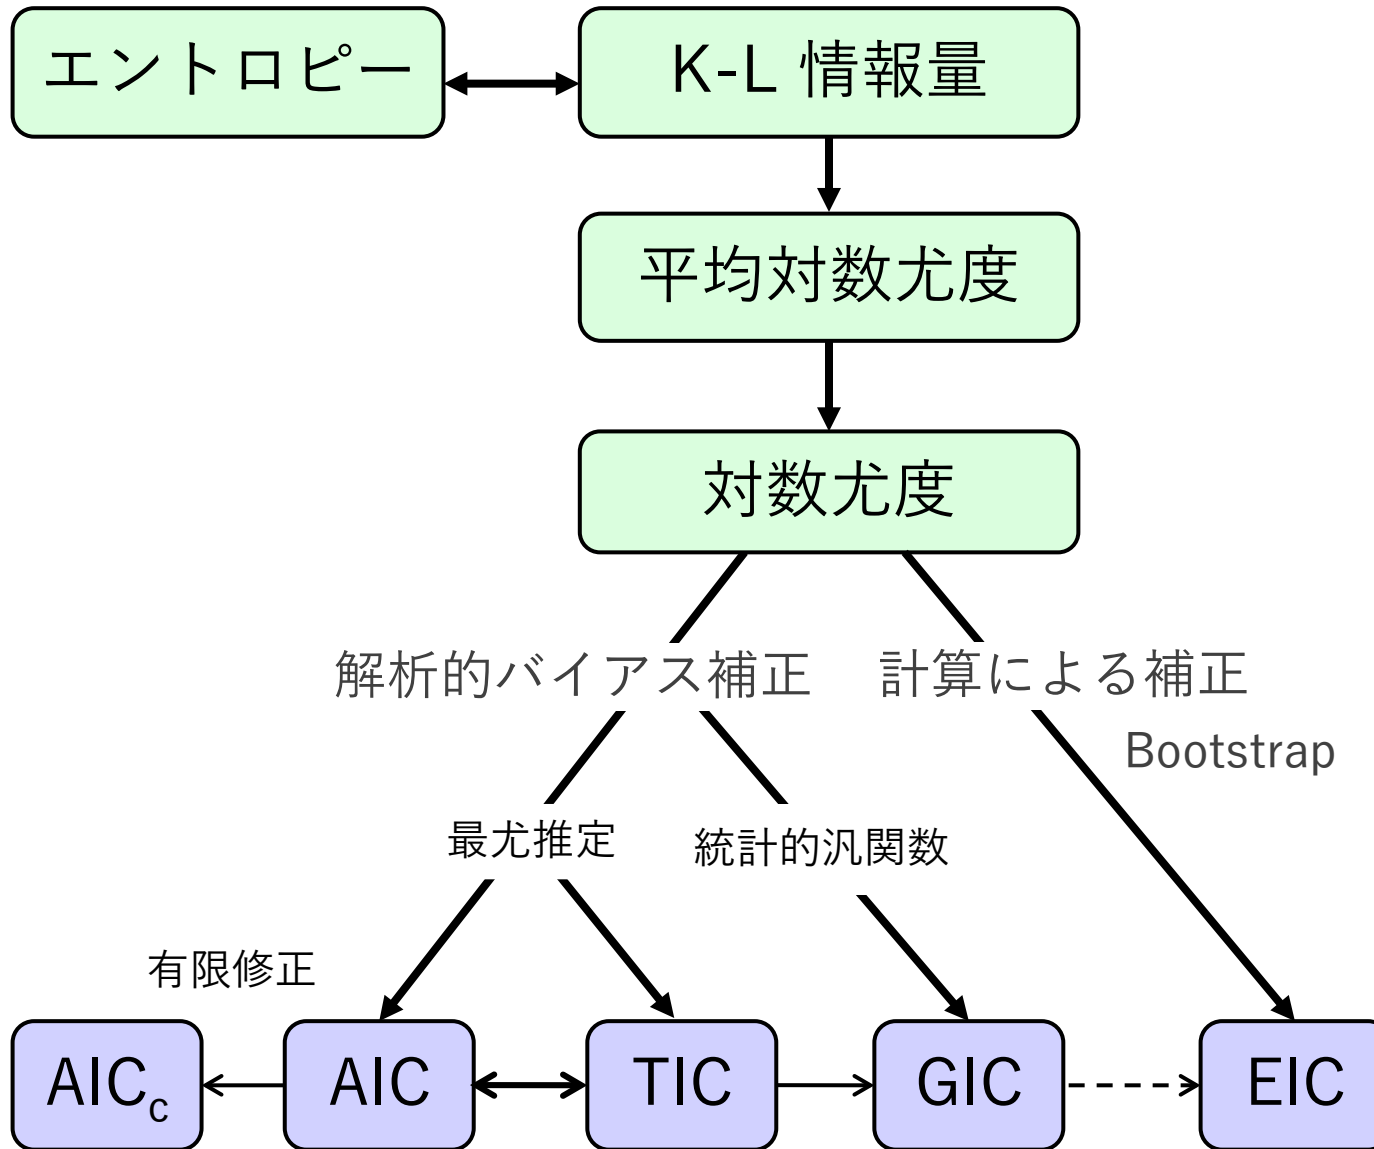 エントロピー
K-L 情報量
平均対数尤度
対数尤度
解析的バイアス補正
計算による補正
Bootstrap
最尤推定
統計的汎関数
有限修正
AICc
AIC
TIC
GIC
EIC